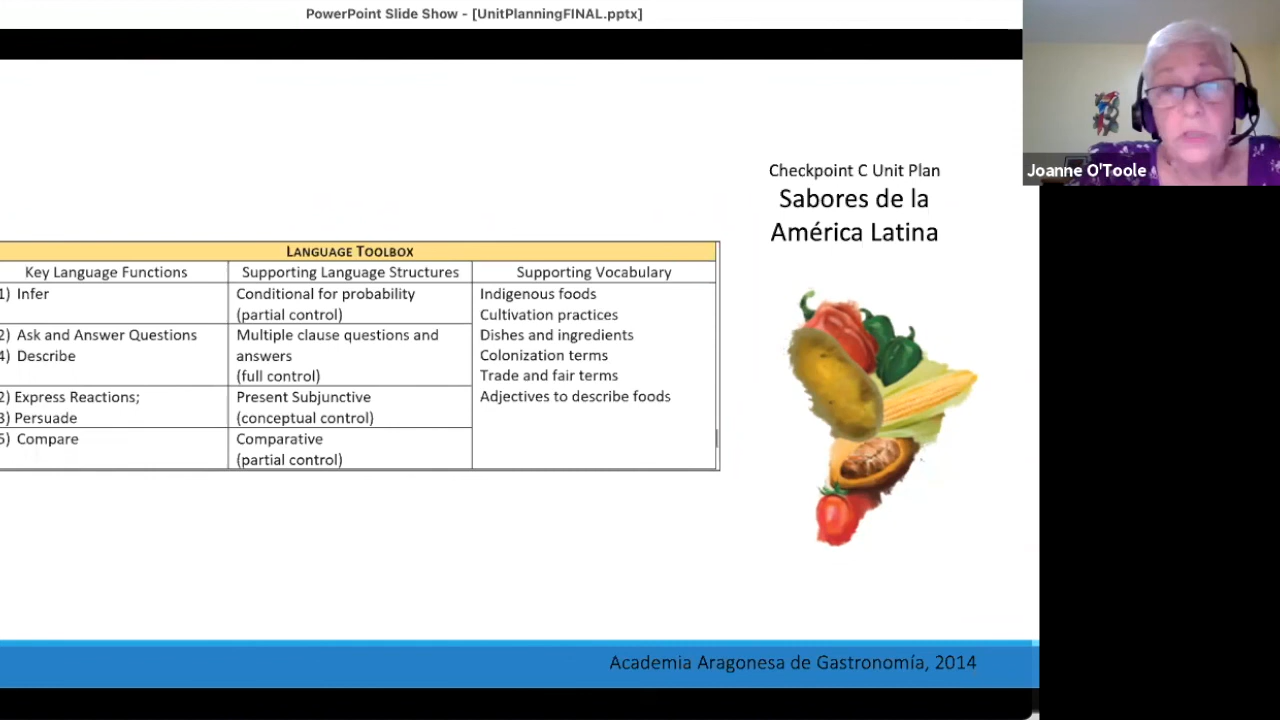 PowerPoint Slide Show - [UnitPlanningFINAL.pptx]
Joanne O'Toole
Checkpoint C Unit Plan
Sabores de la
América Latina
LANGUAGE TOOLBOX
Key Language Functions
Supporting Language Structures
Supporting Vocabulary
1) Infer
Conditional for probability
(partial control)
2) Ask and Answer Questions
4) Describe
Multiple clause questions and
answers
(full control)
2) Express Reactions;
3) Persuade
Present Subjunctive
(conceptual control)
5) Compare
Comparative
(partial control)
Indigenous foods
Cultivation practices
Dishes and ingredients
Colonization terms
Trade and fair terms
Adjectives to describe foods
Academia Aragonesa de Gastronomía, 2014